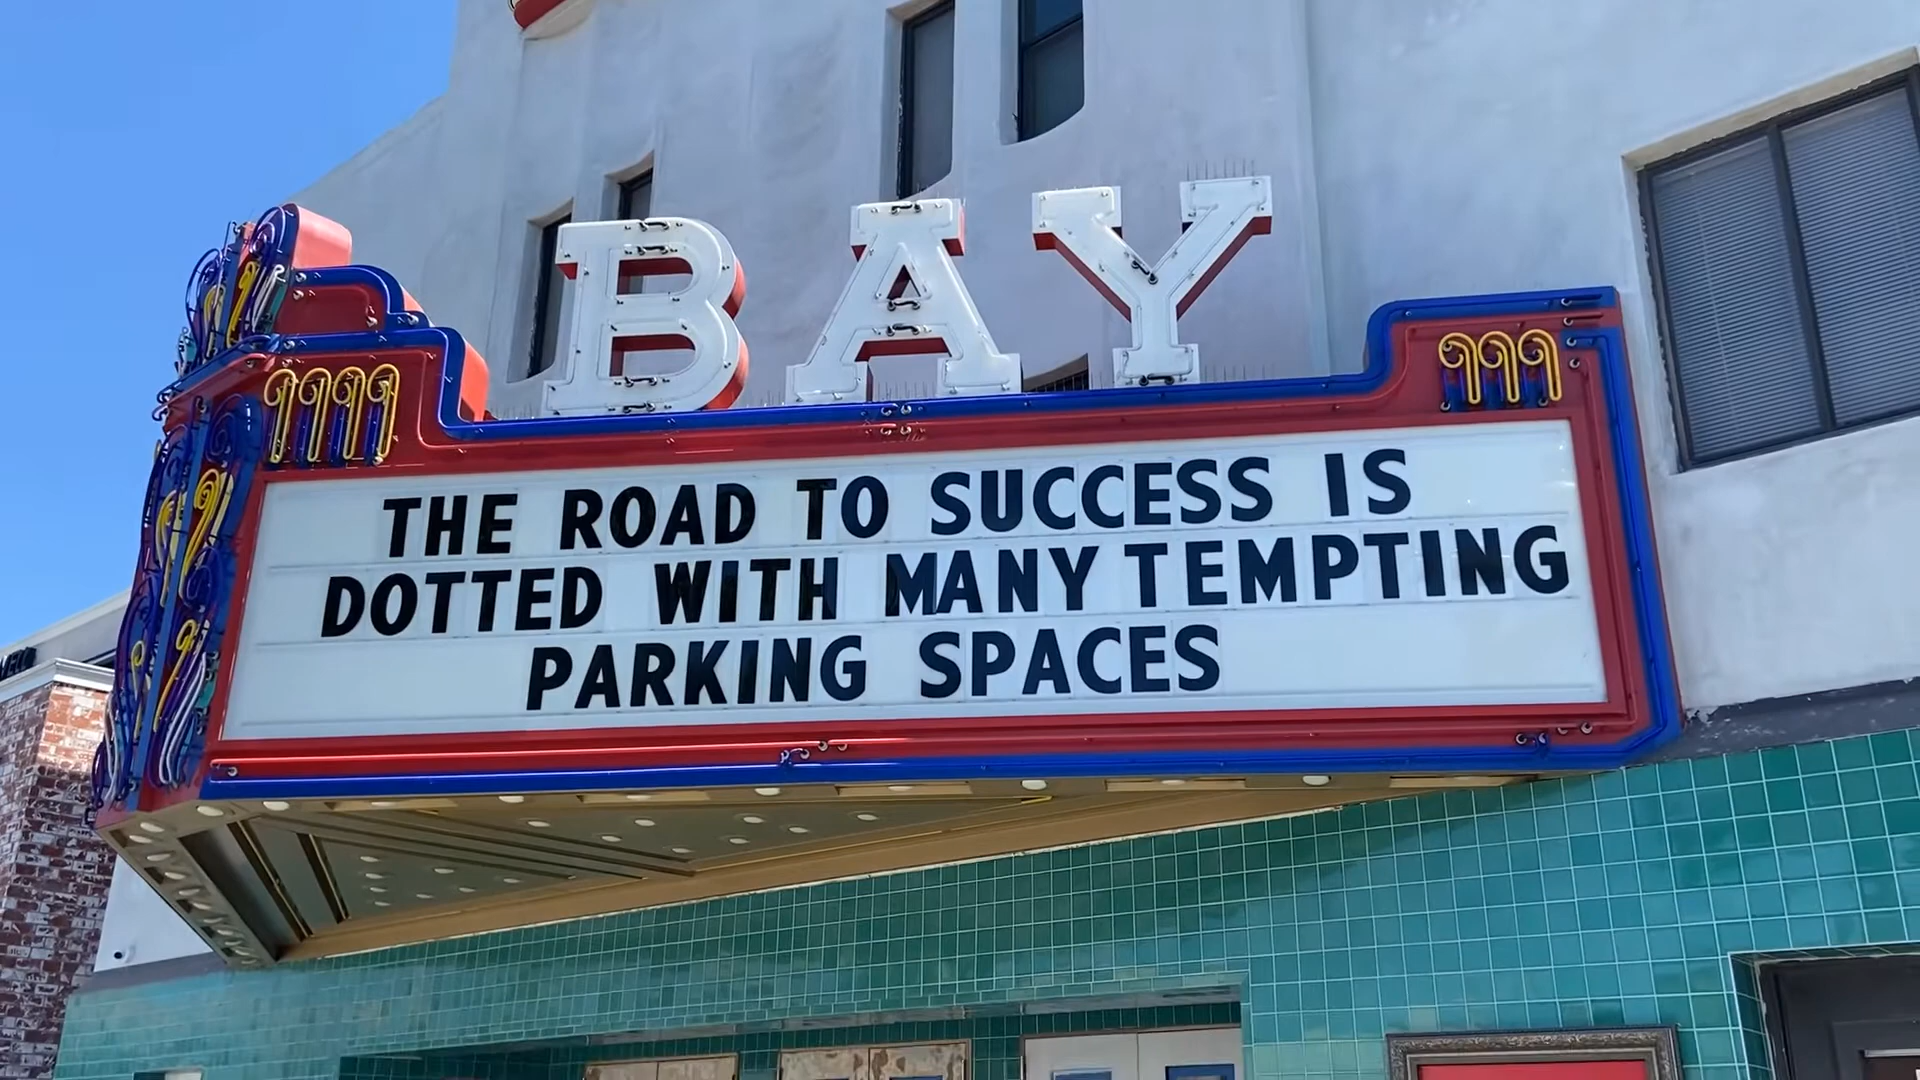 BAY
THE ROAD TO SUCCESS IS
DOTTED WITH MANY TEMPTING
PARKING SPACES